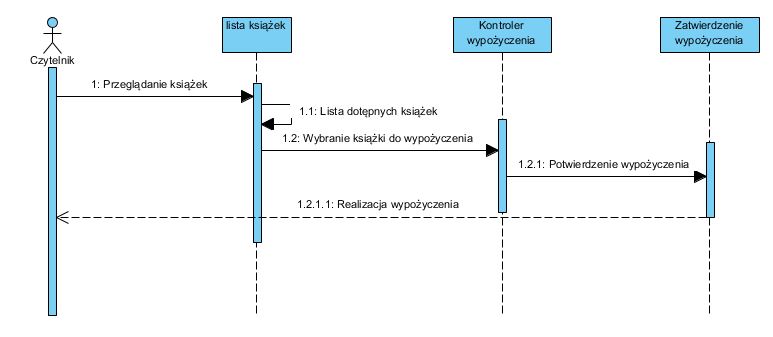 lista książek
Kontroler
wypożyczenia
Zatwierdzenie
wypożyczenia
Czytelnik
1: Przeglądanie książek
1.1: Lista dotępnych książek
1.2: Wybranie książki do wypożyczenia
1.2.1: Potwierdzenie wypożyczenia
1.2.1.1: Realizacja wypożyczenia